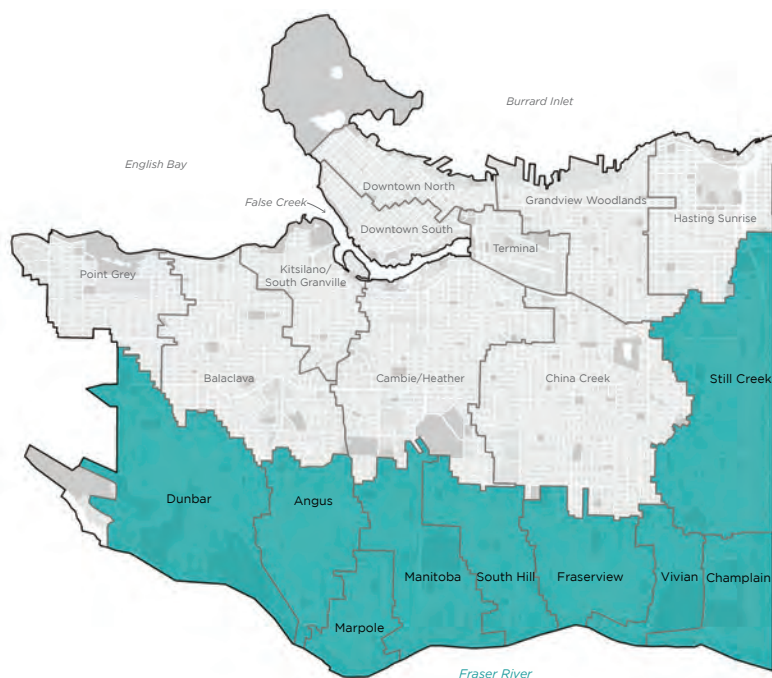 Burrard Inlet
English Bay
Downtown North
False Creek
Grandview Woodlands
Hasting Sunrise
Downtown South
Terminal
Point Grey
Kitsilano/
South Granville
Balaclava
Cambie/Heather
China Creek
Still Creek
Dunbar
Angus
Manitoba
South Hill
Fraserview
Vivian
Champlain
Marpole
Fraser River